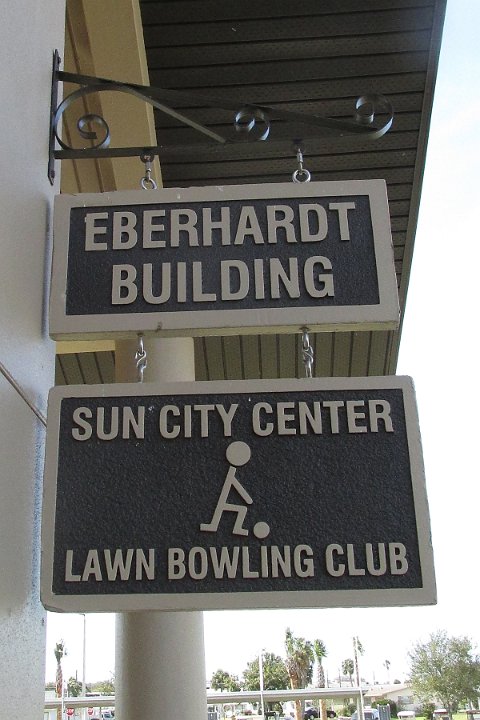 EBERHARDT
BUILDING
SUN CITY CENTER
LAWN BOWLING CLUB